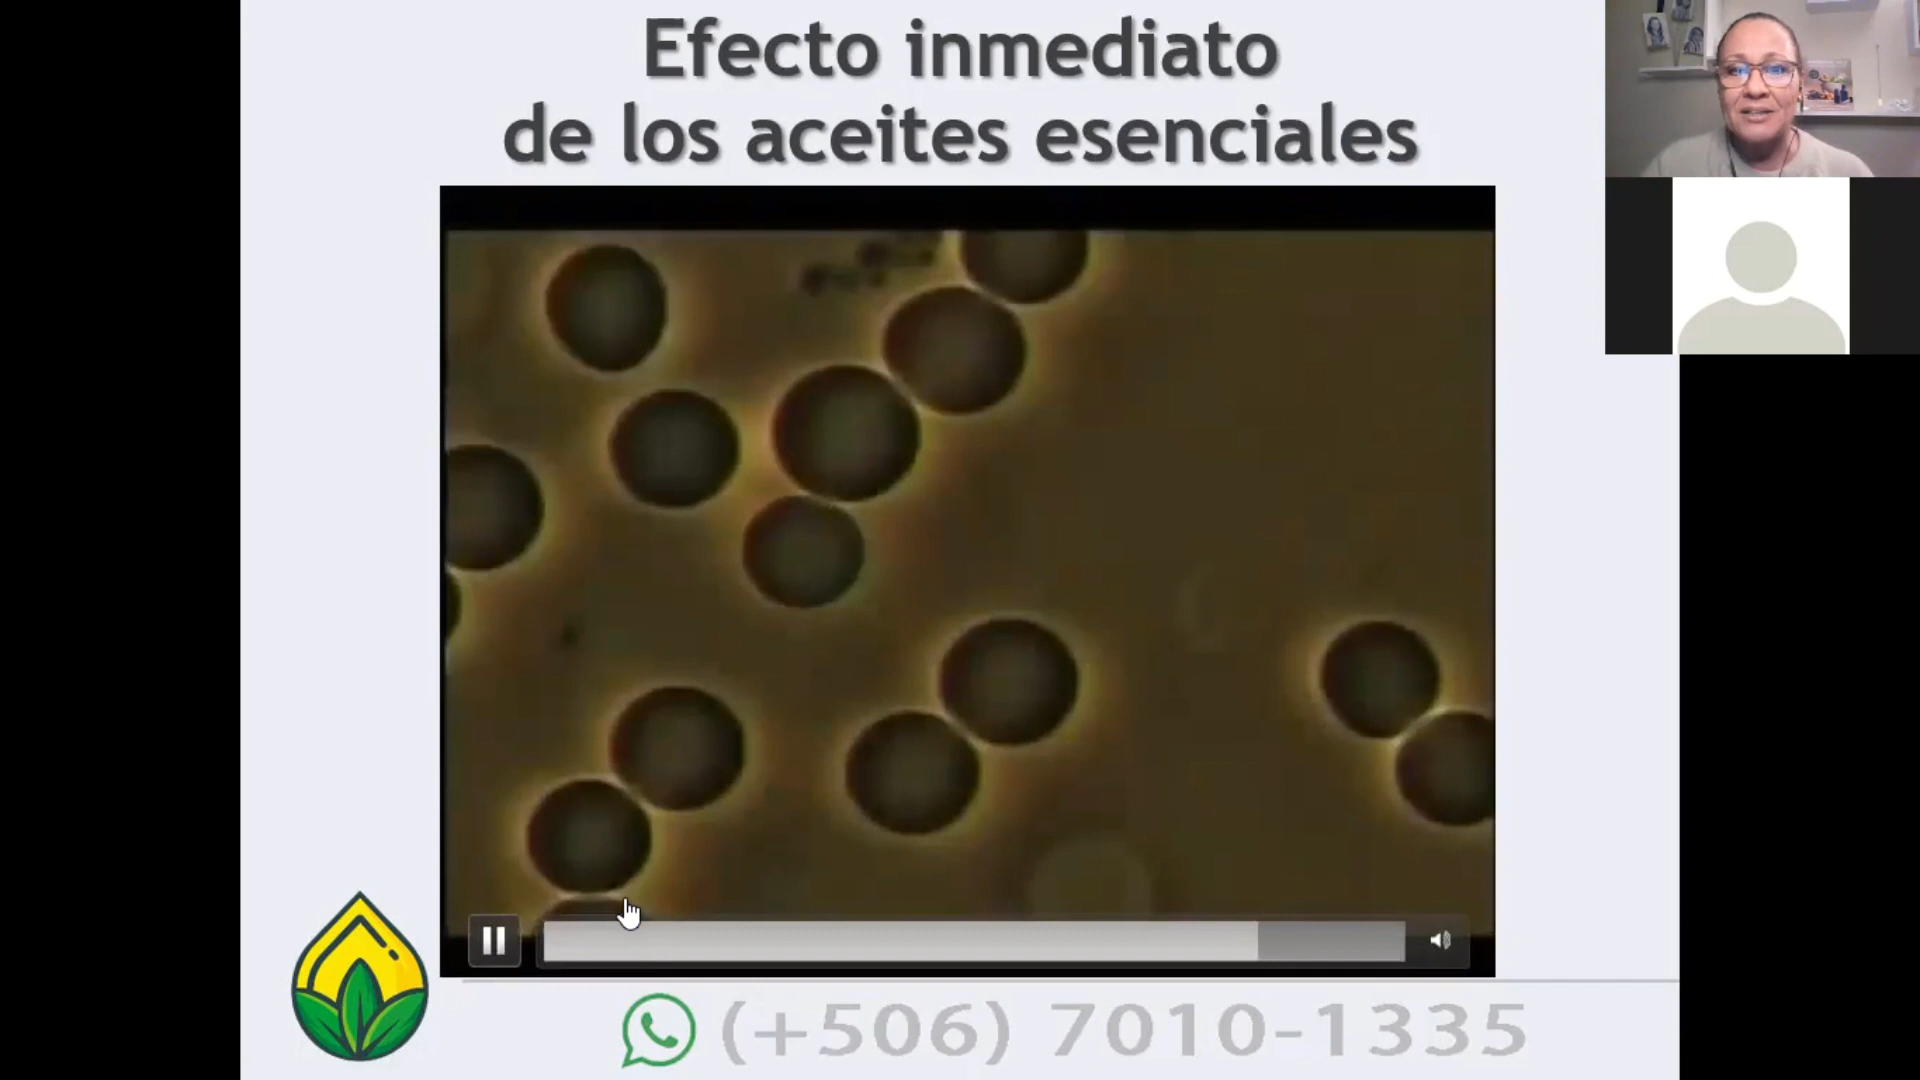 Efecto inmediato
de los aceites esenciales
(+506) 7010-1335